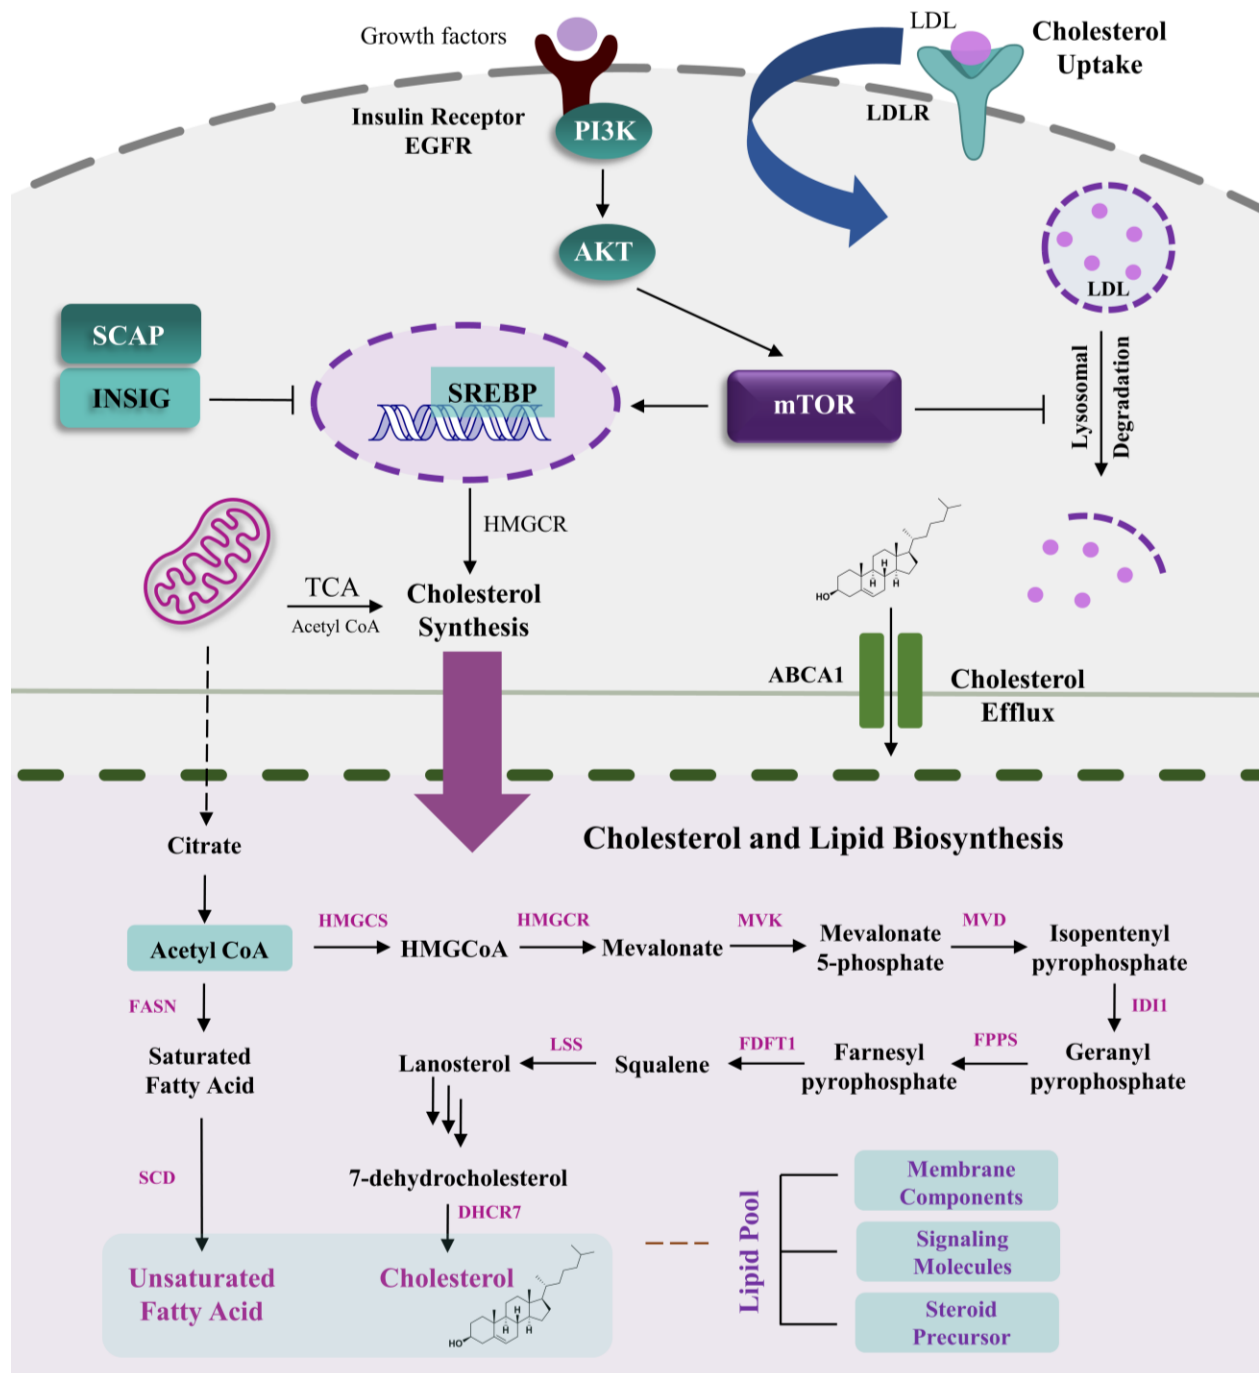 Growth factors
LDL
Cholesterol
Uptake
Insulin Receptor
EGFR
PI3K
LDLR
AKT
LDL
SCAP
INSIG
SREBP
mTOR
Lysosomal
Degradation
HMGCR
TCA
Acetyl CoA
Cholesterol
Synthesis
HO
H
H
H
ABCA1
Cholesterol
Efflux
Citrate
Cholesterol and Lipid Biosynthesis
Acetyl CoA
HMGCS
HMGCoA
HMGCR
Mevalonate
MVK
Mevalonate
5-phosphate
MVD
Isopentenyl
pyrophosphate
IDI1
FASN
Saturated
Fatty Acid
Lanosterol
LSS
Squalene
FDFT1
Farnesyl
pyrophosphate
FPPS
Geranyl
pyrophosphate
SCD
7-dehydrocholesterol
DHCR7
Unsaturated
Fatty Acid
Cholesterol
HO
H
H
H
Lipid Pool
Membrane
Components
Signaling
Molecules
Steroid
Precursor